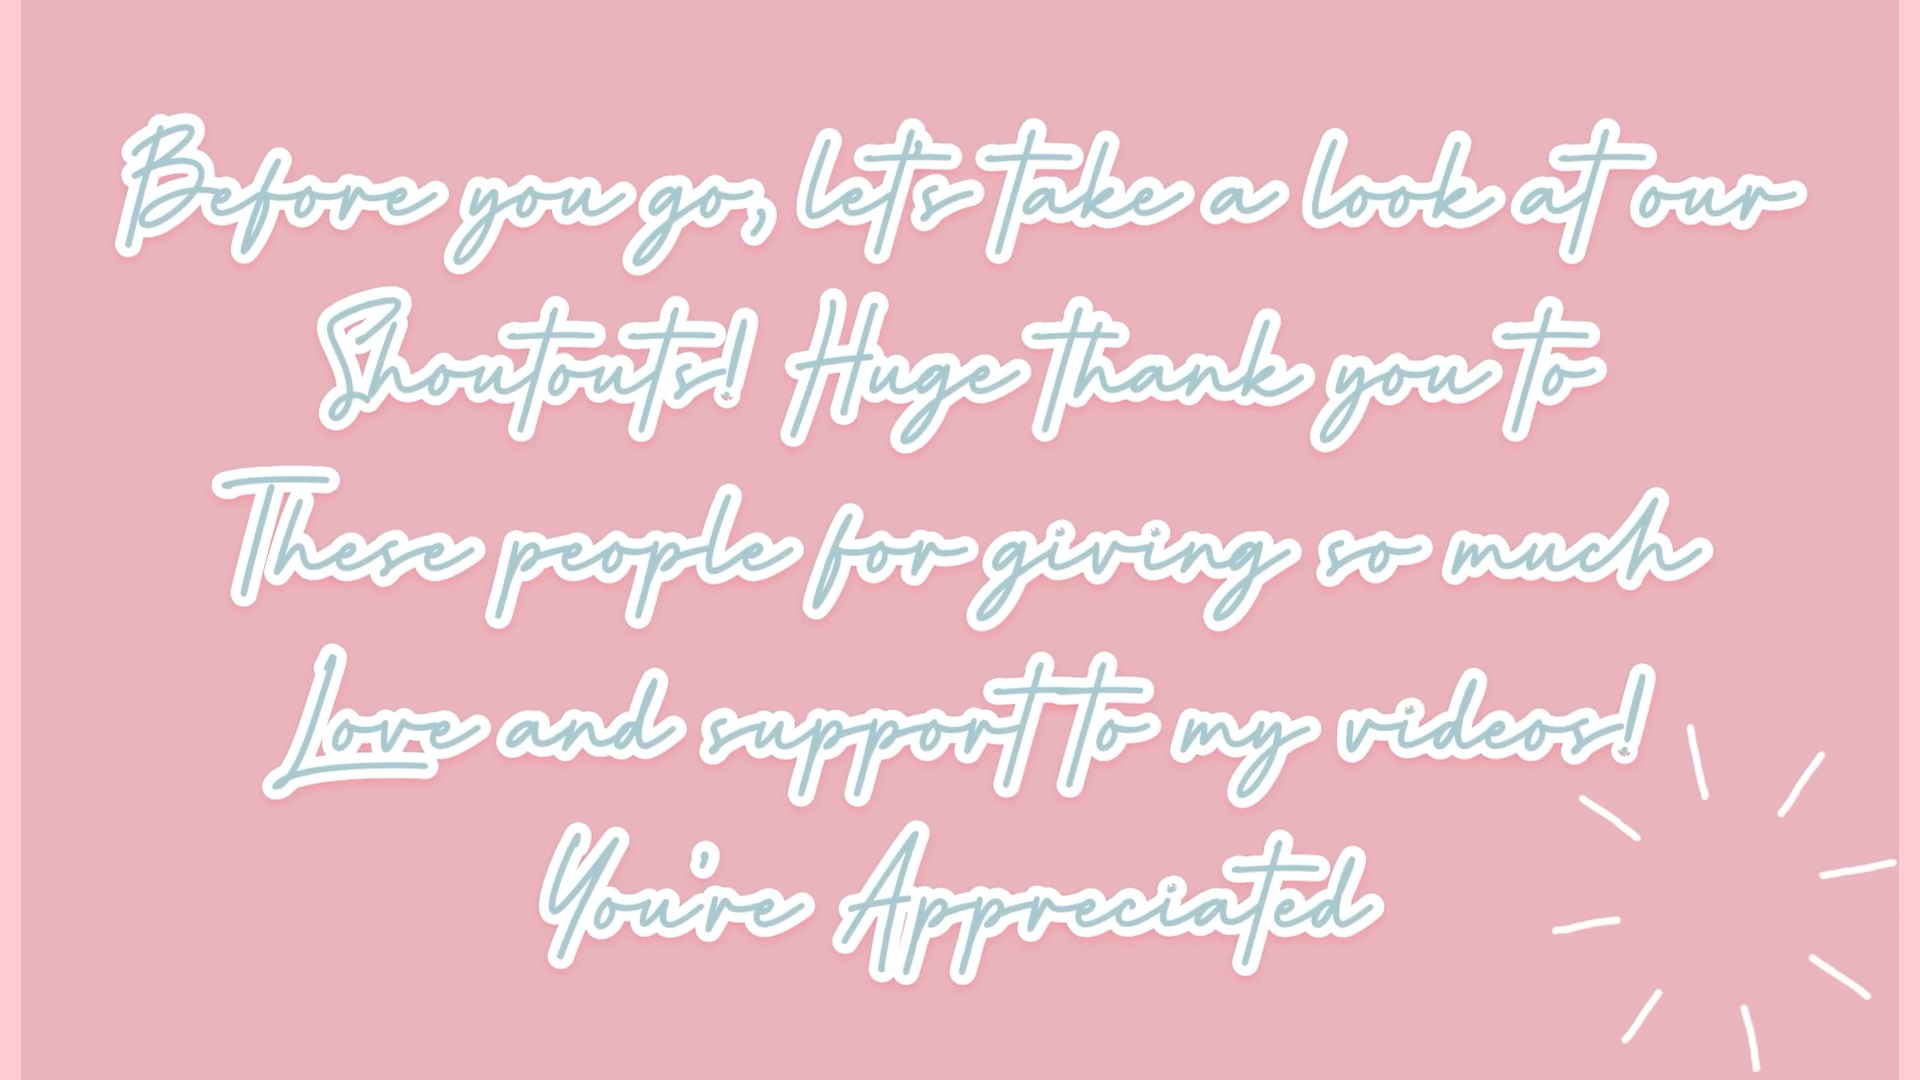 Before you go, let's take a look at our
Shoutouts! Huge thank you to
These people for giving so much
Love and support to my videos!
You're Appreciated